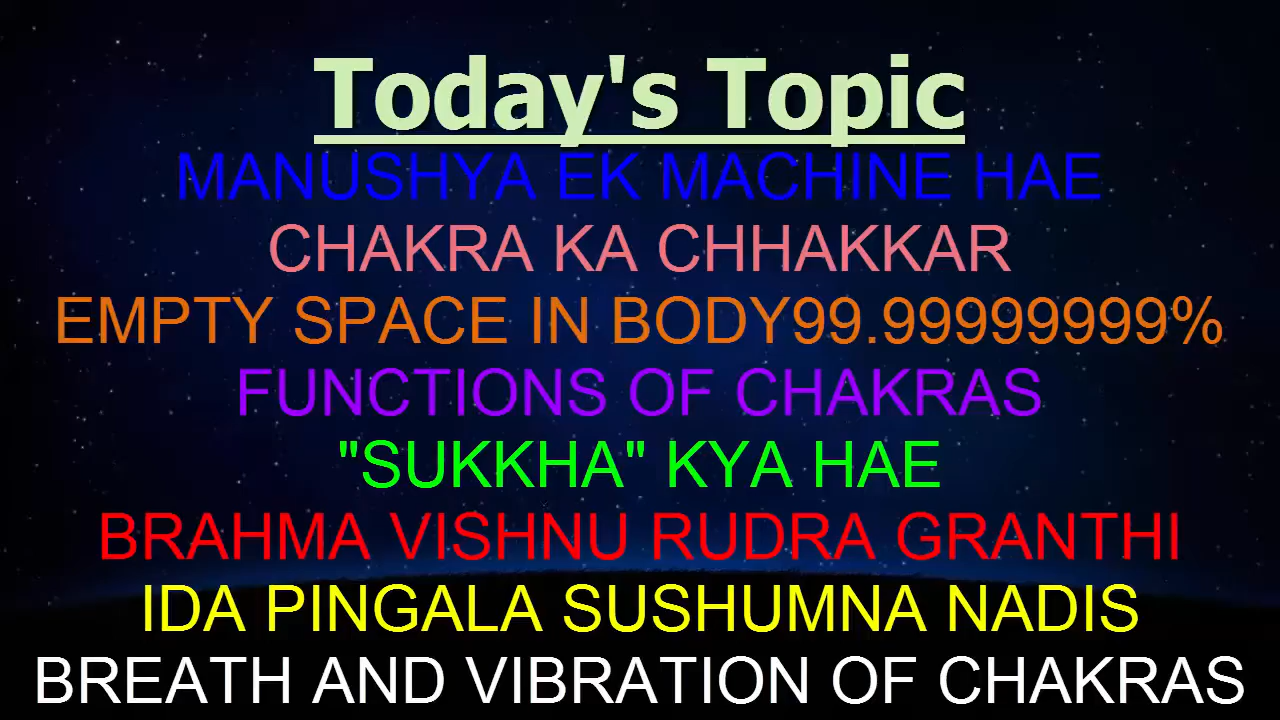 Today's Topic
MANUSHYA EK MACHINE HAE
CHAKRA KA CHHAKKAR
EMPTY SPACE IN BODY99.99999999%
FUNCTIONS OF CHAKRAS
"SUKKHA" KYA HAE
BRAHMA VISHNU RUDRA GRANTHI
IDA PINGALA SUSHUMNA NADIS
BREATH AND VIBRATION OF CHAKRAS